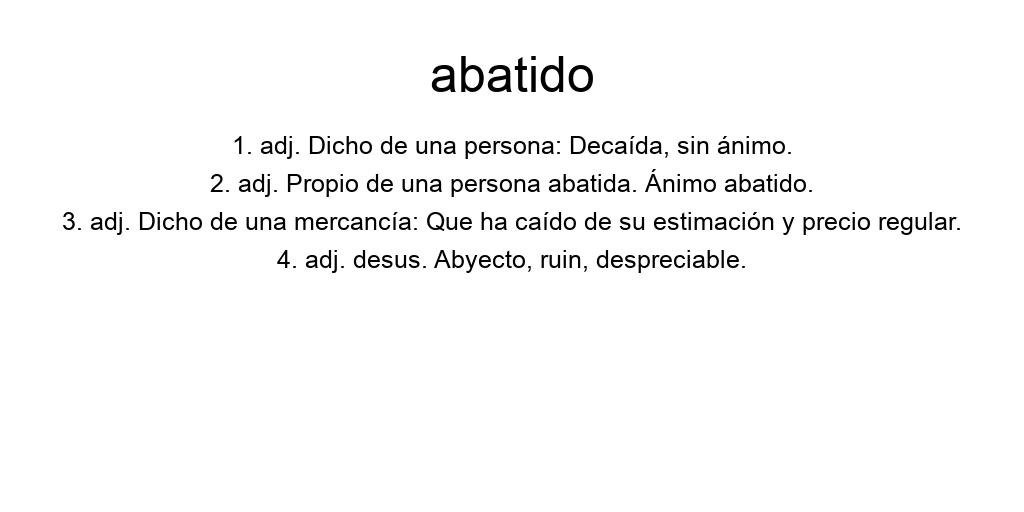 abatido
1. adj. Dicho de una persona: Decaída, sin ánimo.
2. adj. Propio de una persona abatida. Ánimo abatido.
3. adj. Dicho de una mercancía: Que ha caído de su estimación y precio regular.
4. adj. desus. Abyecto, ruin, despreciable.